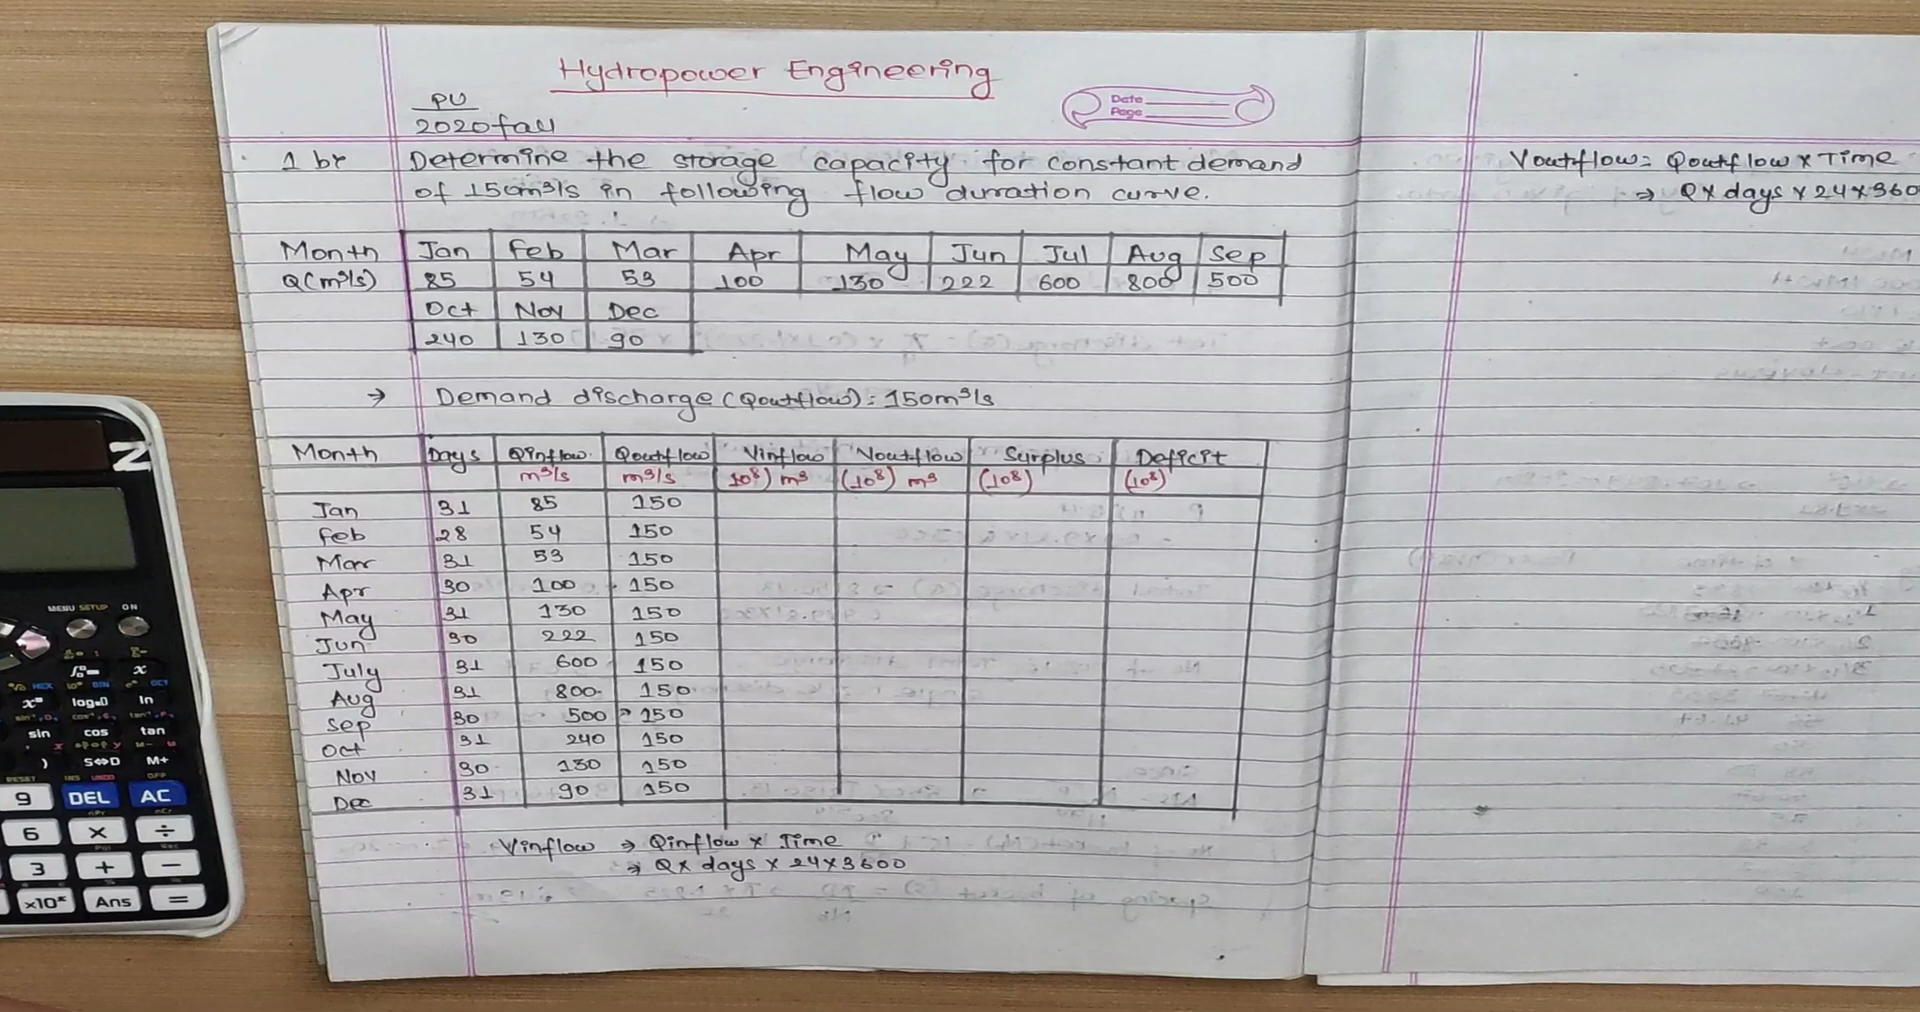 Hydropower Engineering
PU
2020 fall
Date
Page
1 br Determine the storage capacity for constant demand
of 150m³/s in following flow duration curve.
Month Jan Feb Mar Apr May Jun Jul Aug Sep
Q(m³/s) 85 54 53 100 130 222 600 800 500
Oct Nov Dec
240 130 90
→ Demand discharge (Qoutflow): 150m³/s
Month Days Qinflow Qoutflow Vinflow Voutflow Surplus Deficit
m³/s m³/s 10⁸) m³ (10⁸) m³ (10⁸) (10⁸)
Jan 31 85 150
Feb 28 54 150
Mar 31 53 150
Apr 30 100 150
May 31 130 150
Jun 30 222 150
July 31 600 150
Aug 31 800 150
Sep 30 500 150
Oct 31 240 150
Nov 30 130 150
Dec 31 90 150
Vinflow → Qinflow × Time
→ Q× days × 24×3600
Voutflow = Qoutflow × Time
→ Q× days × 24×360
MENU SETUP ON
x
log ln
sin cos tan
) S⇔D M+
9 DEL AC
6 × ÷
3 + −
×10ˣ Ans =